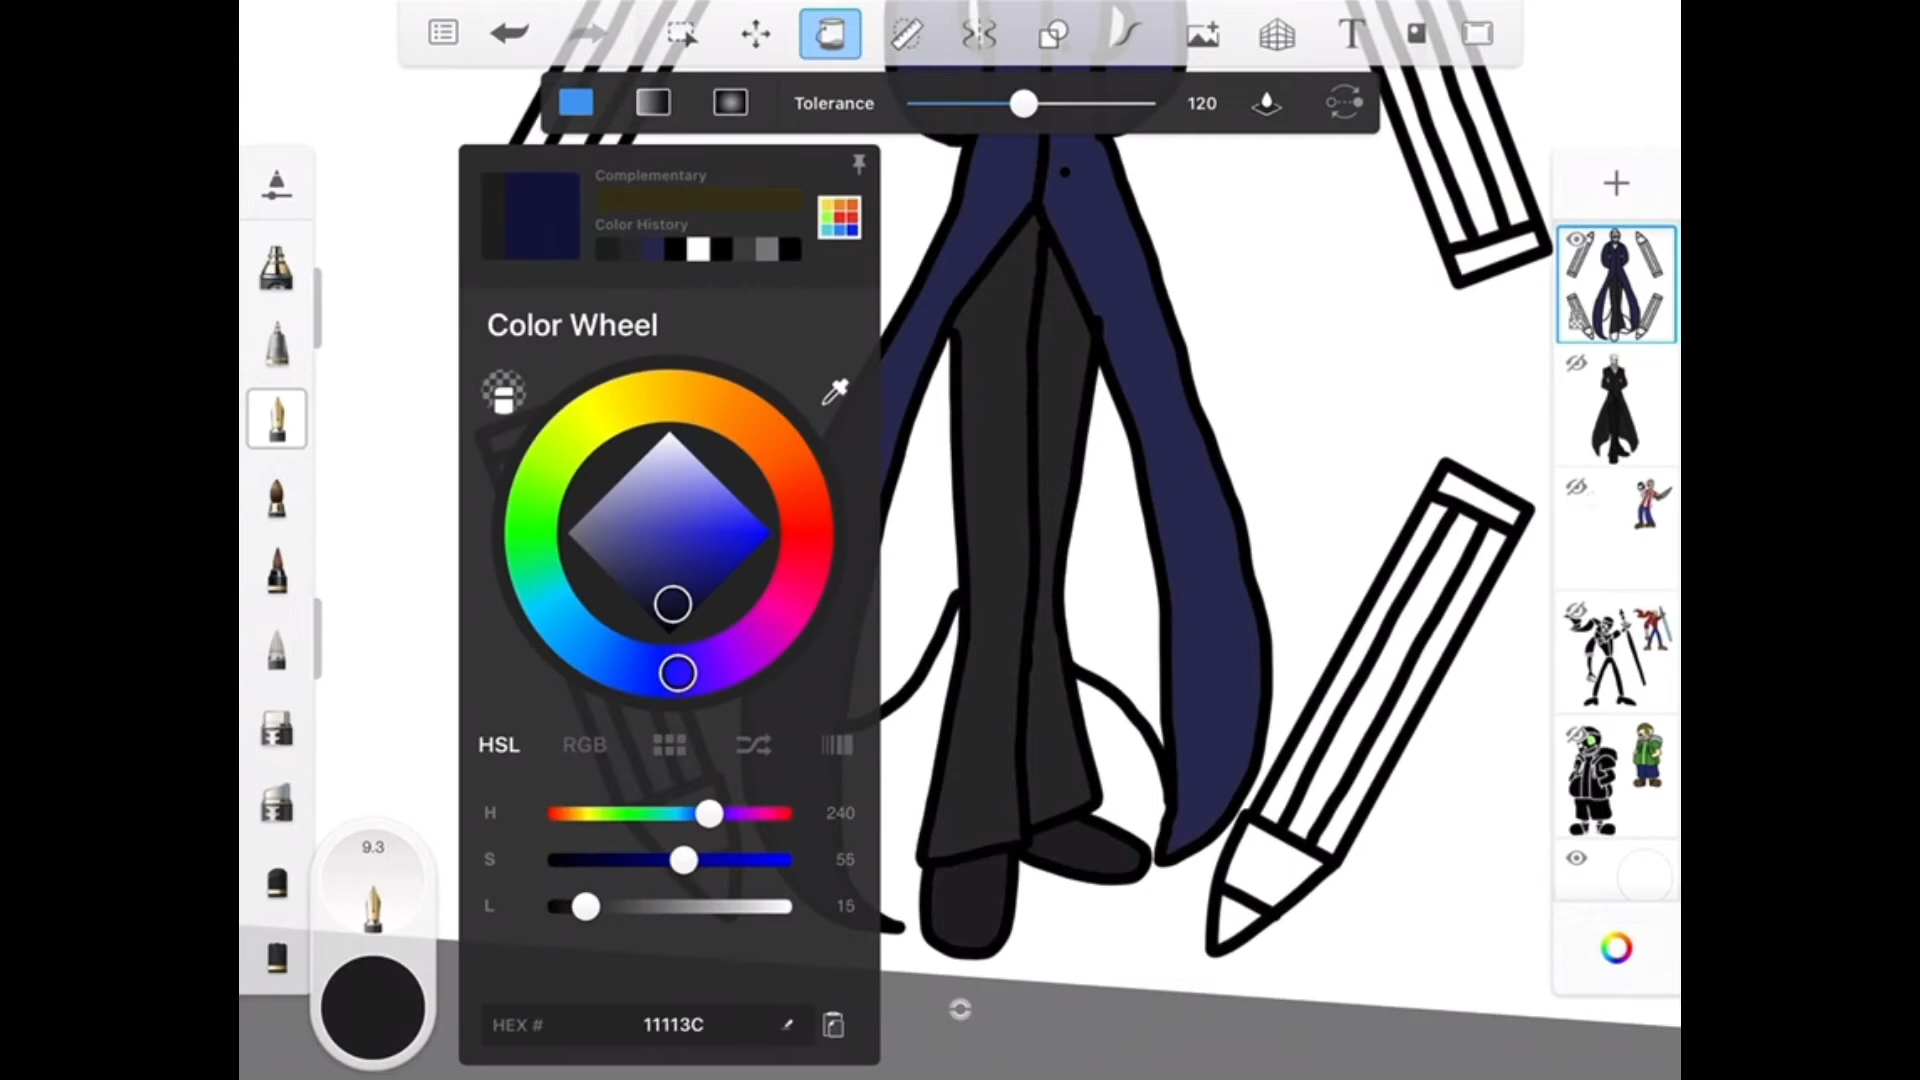 T
Tolerance 120
Complementary
Color History
Color Wheel
HSL RGB
H 240
S 55
L 15
9.3
HEX # 11113C